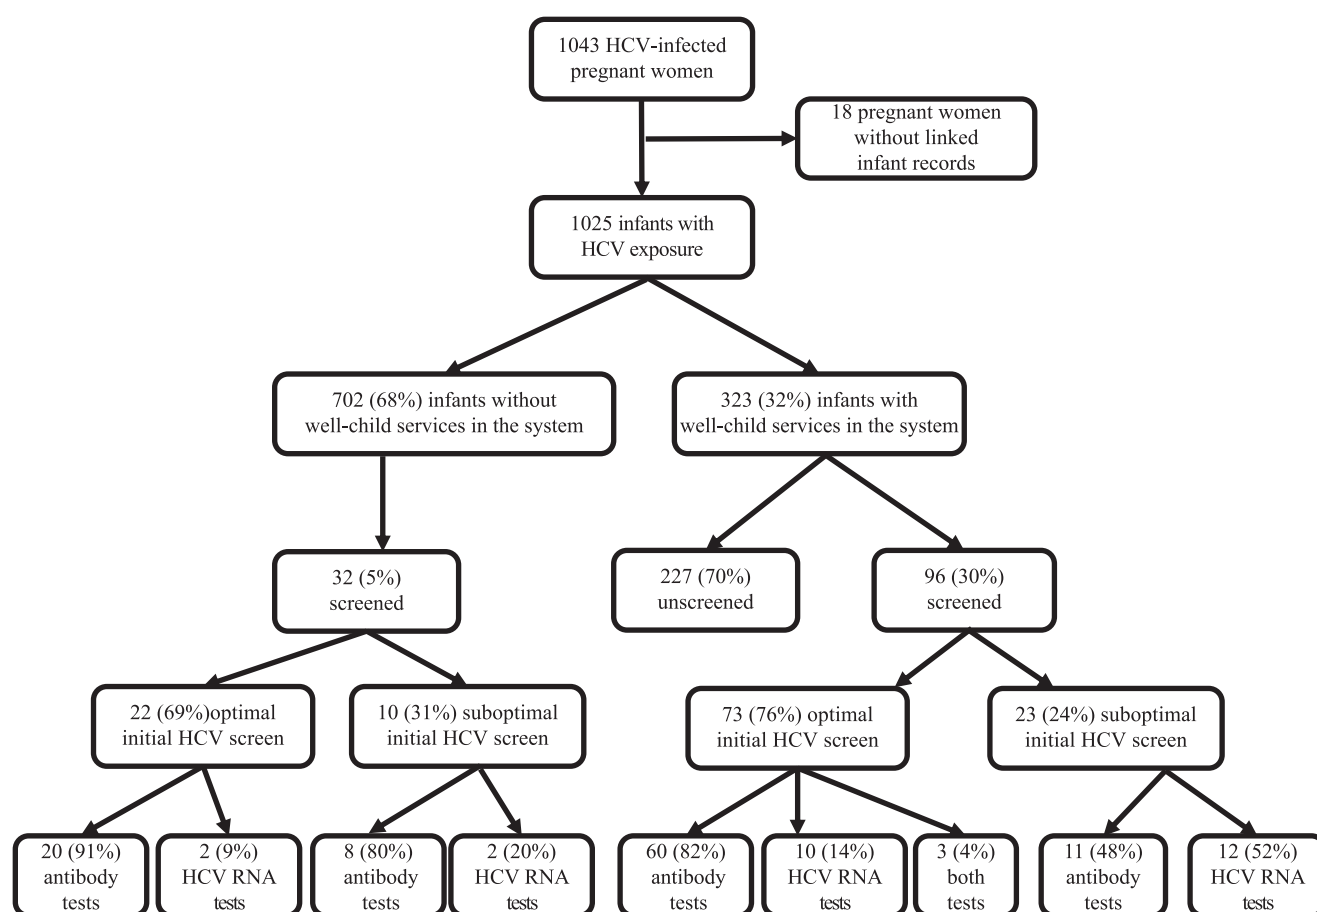 1043 HCV-infected
pregnant women
18 pregnant women
without linked
infant records
1025 infants with
HCV exposure
702 (68%) infants without
well-child services in the system
323 (32%) infants with
well-child services in the system
32 (5%)
screened
227 (70%)
unscreened
96 (30%)
screened
22 (69%)optimal
initial HCV screen
10 (31%) suboptimal
initial HCV screen
73 (76%) optimal
initial HCV screen
23 (24%) suboptimal
initial HCV screen
20 (91%)
antibody
tests
2 (9%)
HCV RNA
tests
8 (80%)
antibody
tests
2 (20%)
HCV RNA
tests
60 (82%)
antibody
tests
10 (14%)
HCV RNA
tests
3 (4%)
both
tests
11 (48%)
antibody
tests
12 (52%)
HCV RNA
tests